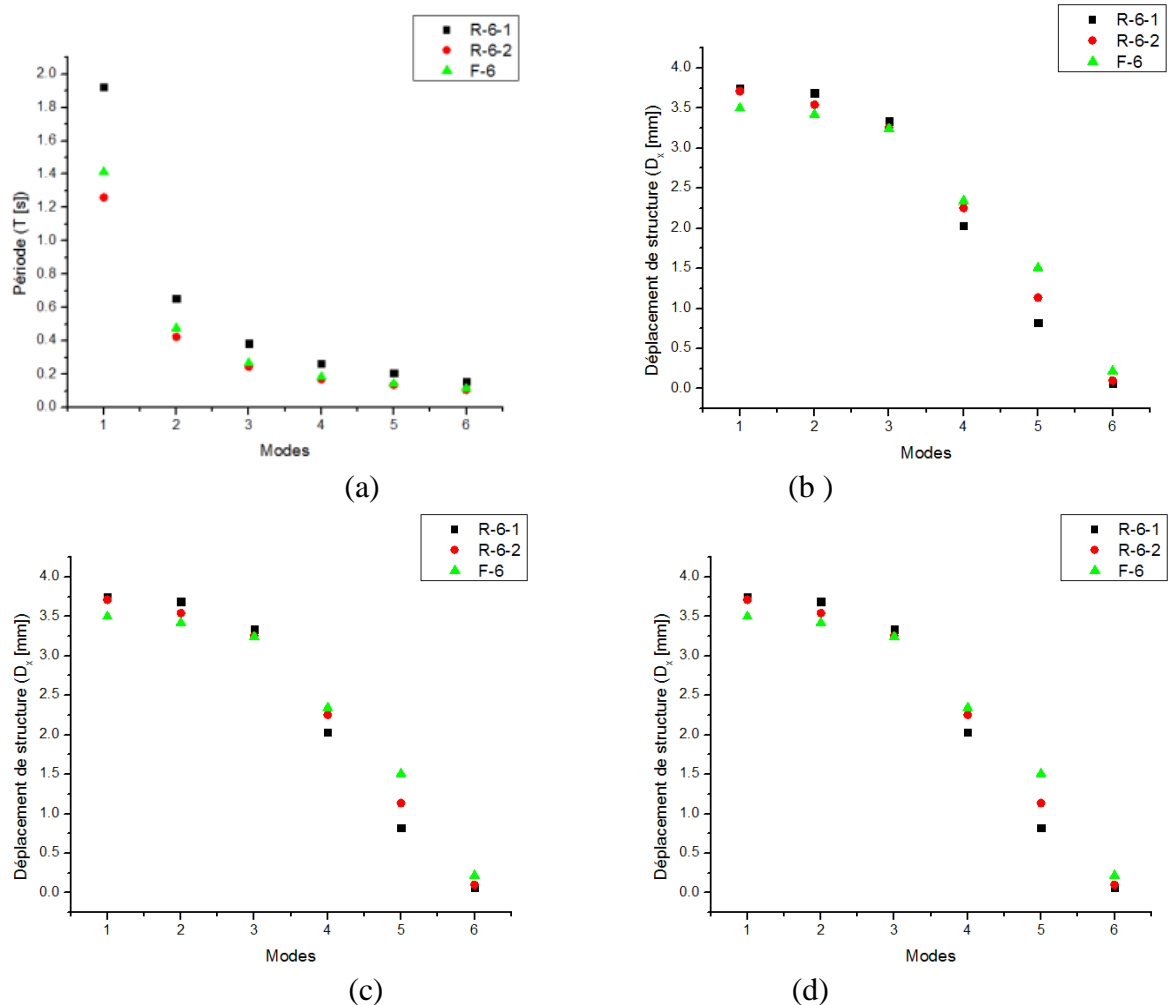 R-6-1
R-6-2
F-6
2.0
1.8
1.6
1.4
1.2
1.0
0.8
0.6
0.4
0.2
0.0
Période (T [s])
1 2 3 4 5 6
Modes
(a)
R-6-1
R-6-2
F-6
4.0
3.5
3.0
2.5
2.0
1.5
1.0
0.5
0.0
Déplacement de structure (Dx [mm])
1 2 3 4 5 6
Modes
(b )
R-6-1
R-6-2
F-6
4.0
3.5
3.0
2.5
2.0
1.5
1.0
0.5
0.0
Déplacement de structure (Dx [mm])
1 2 3 4 5 6
Modes
(c)
R-6-1
R-6-2
F-6
4.0
3.5
3.0
2.5
2.0
1.5
1.0
0.5
0.0
Déplacement de structure (Dx [mm])
1 2 3 4 5 6
Modes
(d)